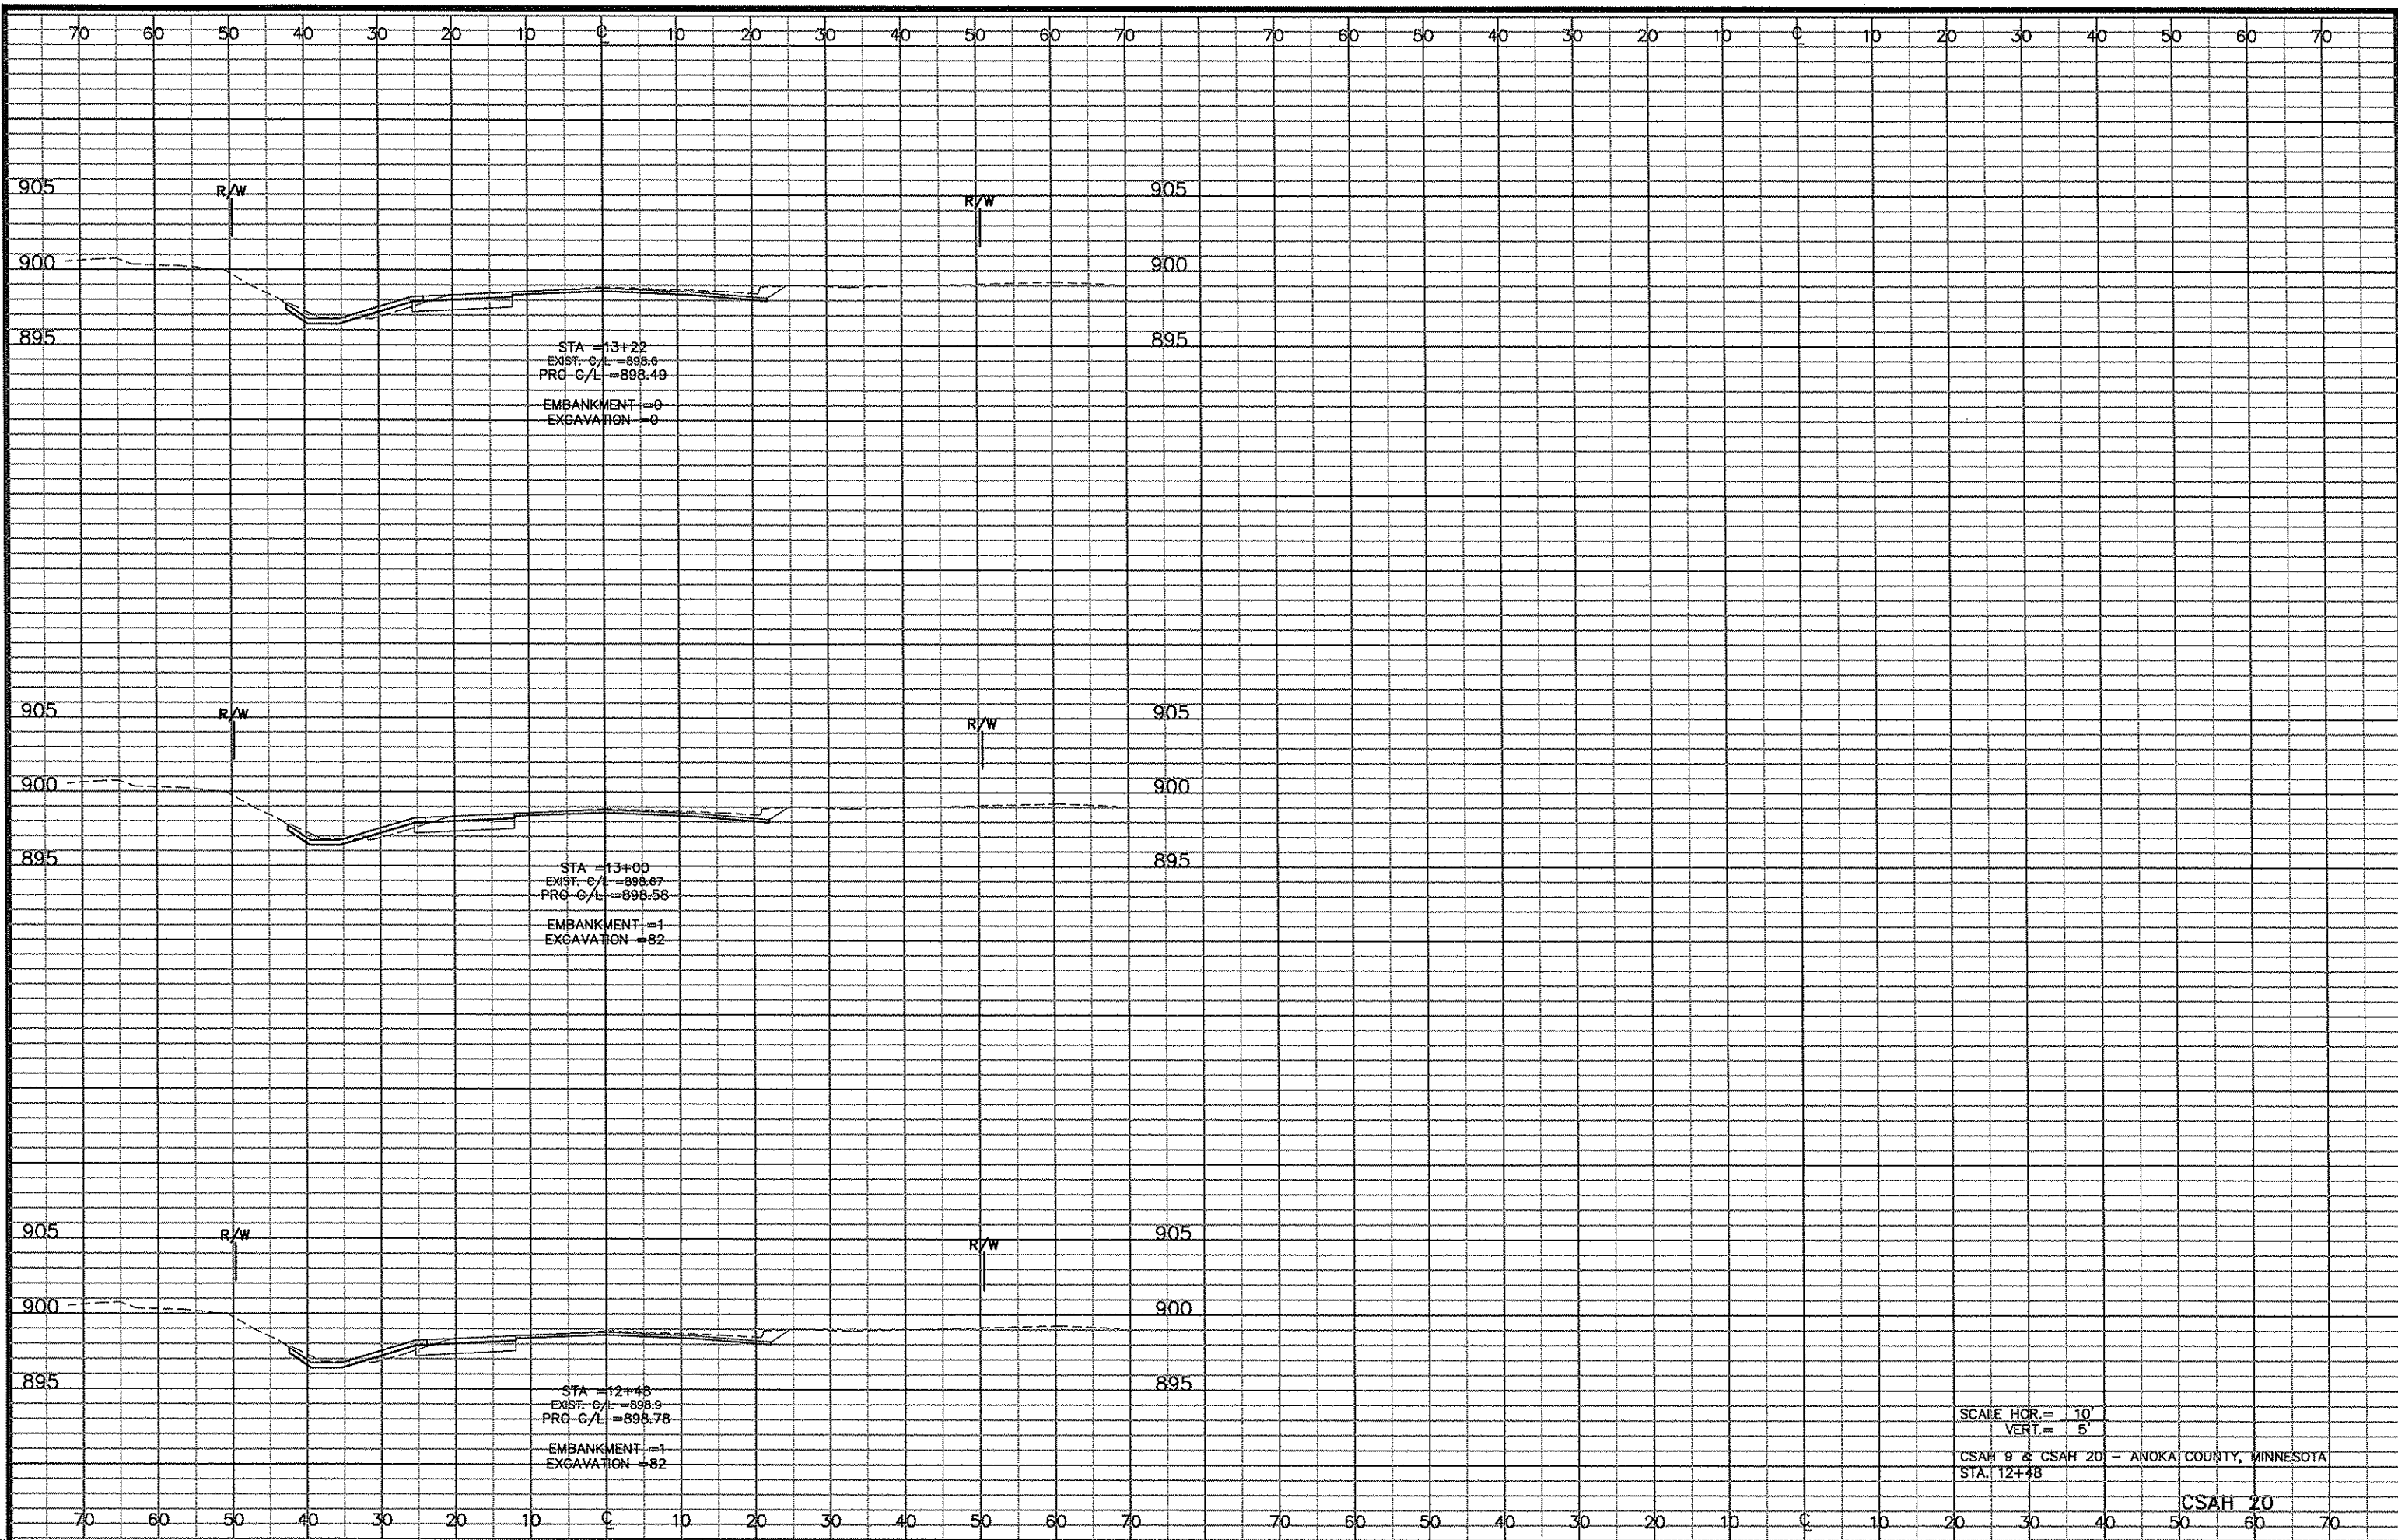 70 60 50 40 30 20 10 ℄ 10 20 30 40 50 60 70 70 60 50 40 30 20 10 ℄ 10 20 30 40 50 60 70
905 R/W R/W 905
900 900
895 895
STA =13+22
EXIST. C/L =898.6
PRO C/L =898.49
EMBANKMENT =0
EXCAVATION =0
905 R/W R/W 905
900 900
895 895
STA =13+00
EXIST. C/L =898.67
PRO C/L =898.58
EMBANKMENT =1
EXCAVATION =82
905 R/W R/W 905
900 900
895 895
STA =12+48
EXIST. C/L =898.9
PRO C/L =898.78
EMBANKMENT =1
EXCAVATION =82
SCALE HOR.= 10'
VERT.= 5'
CSAH 9 & CSAH 20 - ANOKA COUNTY, MINNESOTA
STA. 12+48
CSAH 20
70 60 50 40 30 20 10 ℄ 10 20 30 40 50 60 70 70 60 50 40 30 20 10 ℄ 10 20 30 40 50 60 70